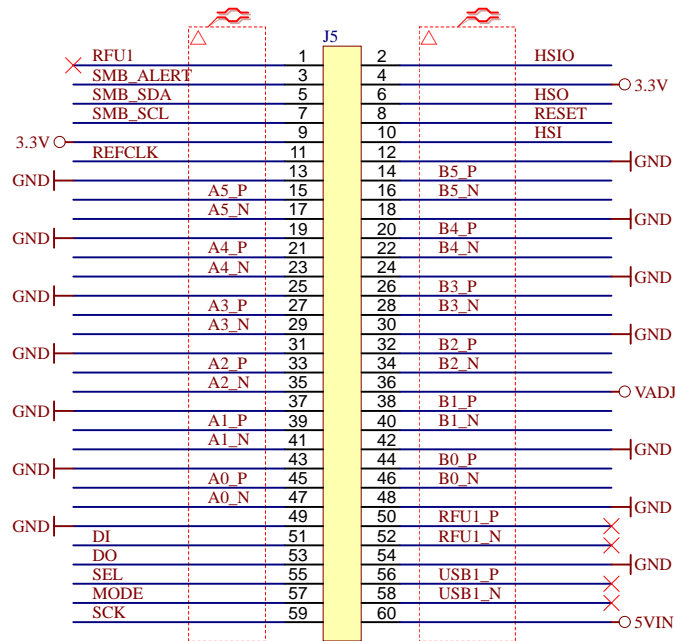 J5
RFU1 1 2 HSIO
SMB_ALERT 3 4 3.3V
SMB_SDA 5 6 HSO
SMB_SCL 7 8 RESET
3.3V 9 10 HSI
REFCLK 11 12 GND
GND 13 14 B5_P
A5_P 15 16 B5_N
A5_N 17 18 GND
GND 19 20 B4_P
A4_P 21 22 B4_N
A4_N 23 24 GND
GND 25 26 B3_P
A3_P 27 28 B3_N
A3_N 29 30 GND
GND 31 32 B2_P
A2_P 33 34 B2_N
A2_N 35 36 VADJ
GND 37 38 B1_P
A1_P 39 40 B1_N
A1_N 41 42 GND
GND 43 44 B0_P
A0_P 45 46 B0_N
A0_N 47 48 GND
GND 49 50 RFU1_P
DI 51 52 RFU1_N
DO 53 54 GND
SEL 55 56 USB1_P
MODE 57 58 USB1_N
SCK 59 60 5VIN